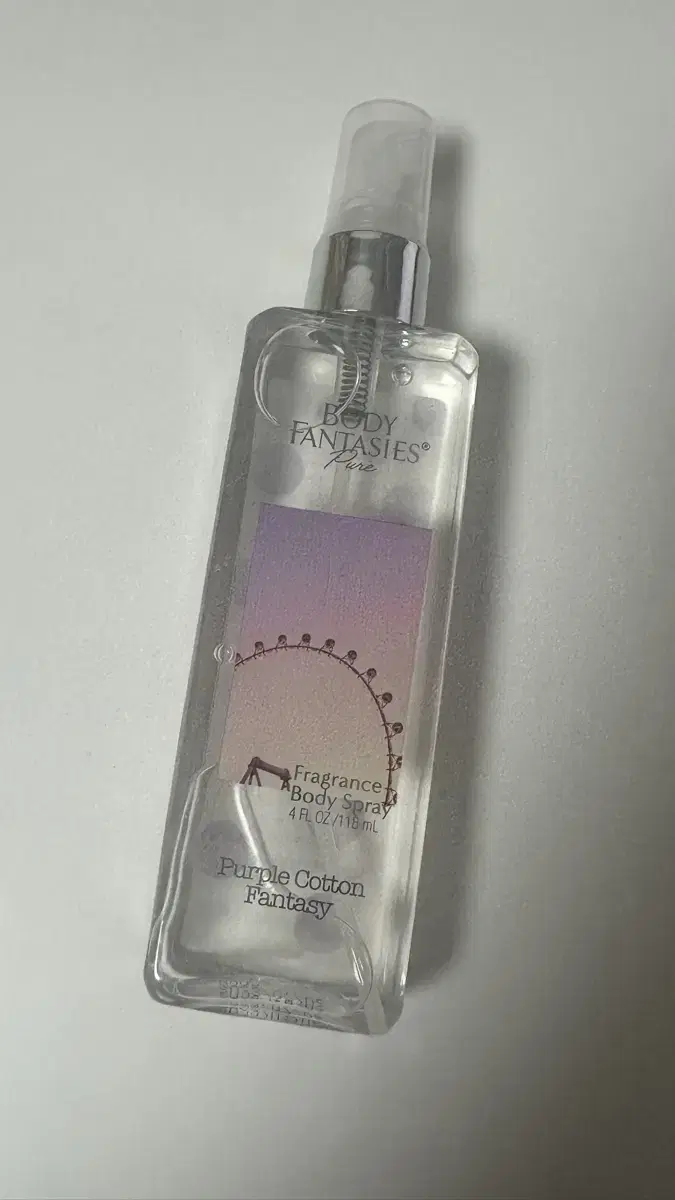 BODY
FANTASIES®
Pure
Fragrance
Body Spray
4 FL OZ/118 mL
Purple Cotton
Fantasy